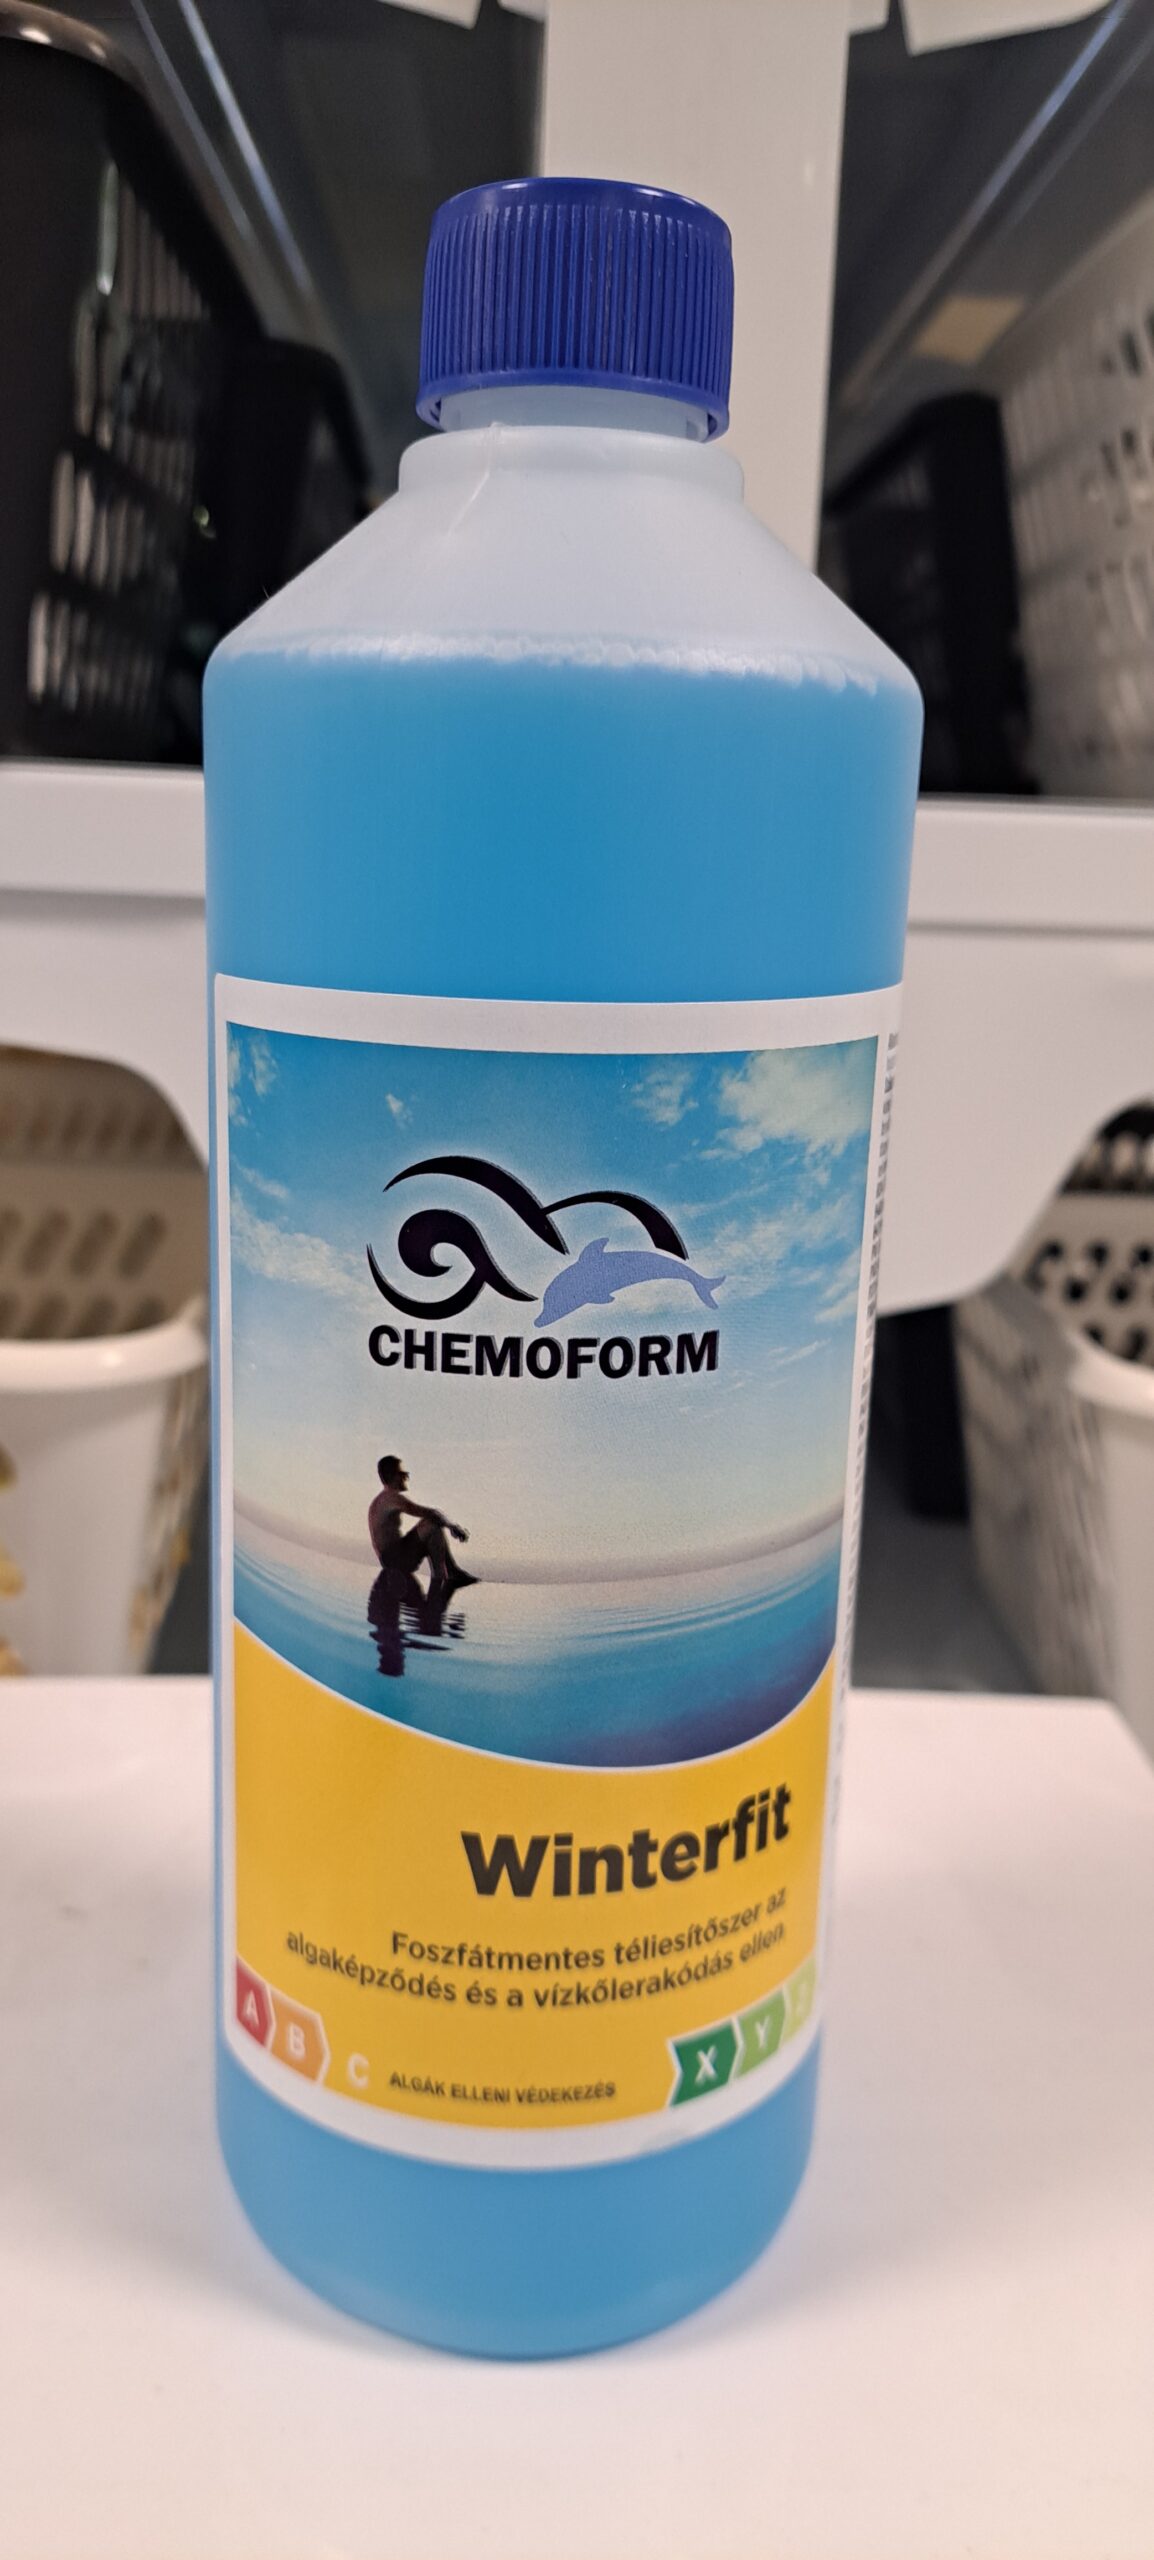 CHEMOFORM
Winterfit
Foszfátmentes téliesítőszer az
algaképződés és a vízkőlerakódás ellen
A B C ALGÁK ELLENI VÉDEKEZÉS X Y